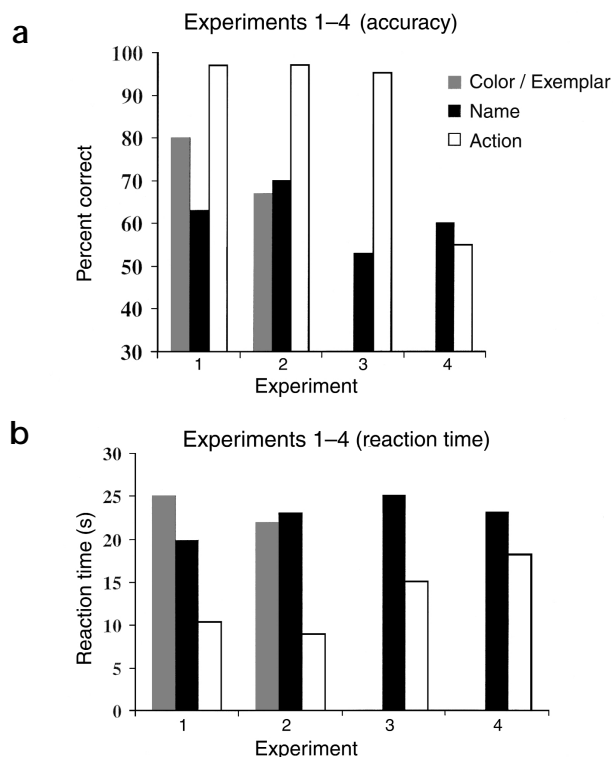 a
Experiments 1–4 (accuracy)
100
90
80
70
60
50
40
30
Percent correct
Color / Exemplar
Name
Action
1 2 3 4
Experiment
b
Experiments 1–4 (reaction time)
30
25
20
15
10
5
0
Reaction time (s)
1 2 3 4
Experiment